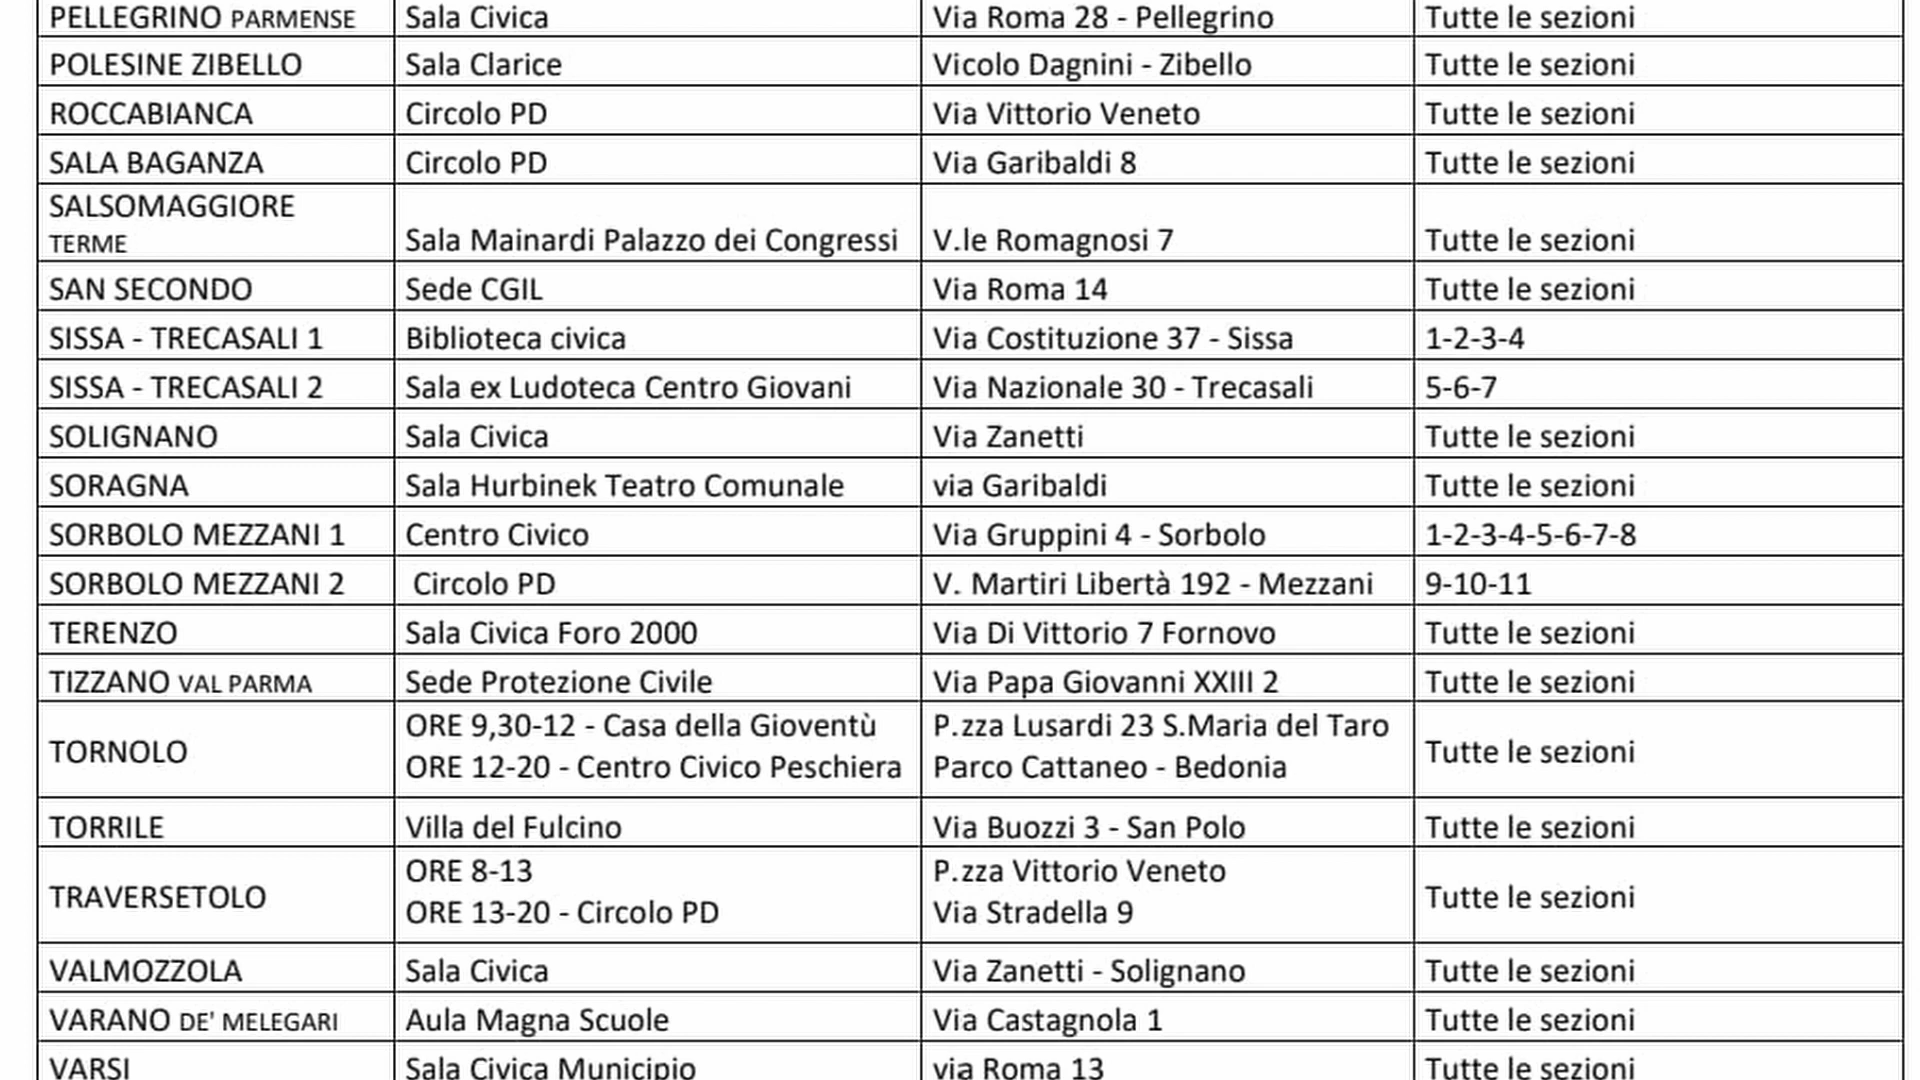 PELLEGRINO PARMENSE Sala Civica Via Roma 28 - Pellegrino Tutte le sezioni
POLESINE ZIBELLO Sala Clarice Vicolo Dagnini - Zibello Tutte le sezioni
ROCCABIANCA Circolo PD Via Vittorio Veneto Tutte le sezioni
SALA BAGANZA Circolo PD Via Garibaldi 8 Tutte le sezioni
SALSOMAGGIORE
TERME Sala Mainardi Palazzo dei Congressi V.le Romagnosi 7 Tutte le sezioni
SAN SECONDO Sede CGIL Via Roma 14 Tutte le sezioni
SISSA - TRECASALI 1 Biblioteca civica Via Costituzione 37 - Sissa 1-2-3-4
SISSA - TRECASALI 2 Sala ex Ludoteca Centro Giovani Via Nazionale 30 - Trecasali 5-6-7
SOLIGNANO Sala Civica Via Zanetti Tutte le sezioni
SORAGNA Sala Hurbinek Teatro Comunale via Garibaldi Tutte le sezioni
SORBOLO MEZZANI 1 Centro Civico Via Gruppini 4 - Sorbolo 1-2-3-4-5-6-7-8
SORBOLO MEZZANI 2 Circolo PD V. Martiri Libertà 192 - Mezzani 9-10-11
TERENZO Sala Civica Foro 2000 Via Di Vittorio 7 Fornovo Tutte le sezioni
TIZZANO VAL PARMA Sede Protezione Civile Via Papa Giovanni XXIII 2 Tutte le sezioni
TORNOLO
ORE 9,30-12 - Casa della Gioventù P.zza Lusardi 23 S.Maria del Taro
ORE 12-20 - Centro Civico Peschiera Parco Cattaneo - Bedonia
Tutte le sezioni
TORRILE Villa del Fulcino Via Buozzi 3 - San Polo Tutte le sezioni
TRAVERSETOLO
ORE 8-13 P.zza Vittorio Veneto
ORE 13-20 - Circolo PD Via Stradella 9
Tutte le sezioni
VALMOZZOLA Sala Civica Via Zanetti - Solignano Tutte le sezioni
VARANO DE' MELEGARI Aula Magna Scuole Via Castagnola 1 Tutte le sezioni
VARSI Sala Civica Municipio via Roma 13 Tutte le sezioni